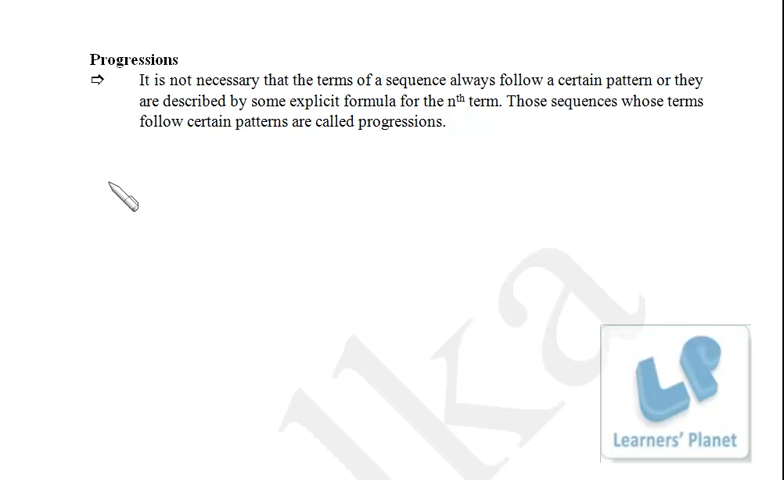 Progressions
⇨ It is not necessary that the terms of a sequence always follow a certain pattern or they
are described by some explicit formula for the nth term. Those sequences whose terms
follow certain patterns are called progressions.
lka
LP
Learners' Planet